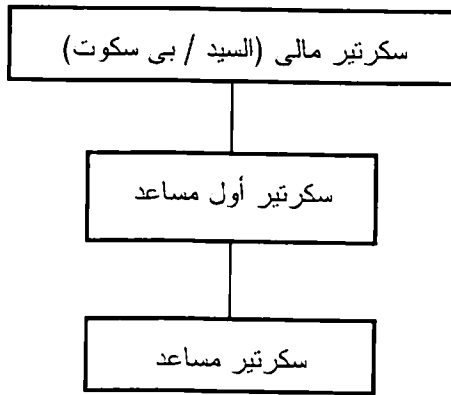 سكرتير مالى (السيد / بى سكوت)
سكرتير أول مساعد
سكرتير مساعد